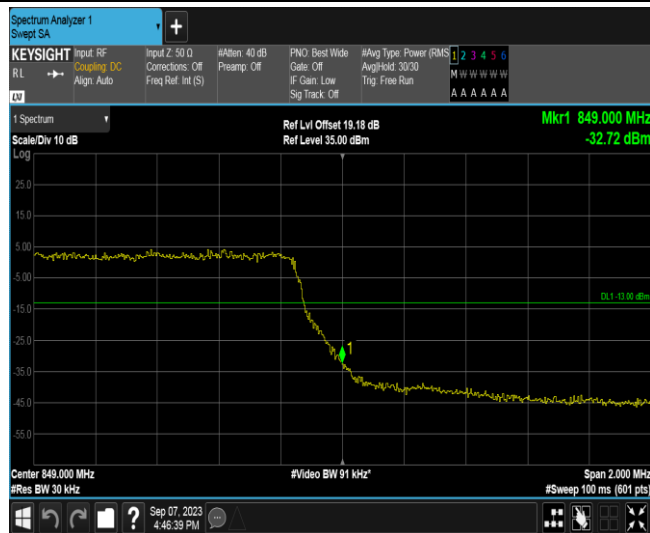 Spectrum Analyzer 1
Swept SA
+
KEYSIGHT
RL
LXI
Input: RF
Coupling: DC
Align: Auto
Input Z: 50 Ω
Corrections: Off
Freq Ref: Int (S)
#Atten: 40 dB
Preamp: Off
PNO: Best Wide
Gate: Off
IF Gain: Low
Sig Track: Off
#Avg Type: Power (RMS
Avg|Hold: 30/30
Trig: Free Run
1 2 3 4 5 6
M W W W W W
A A A A A A
1 Spectrum
Scale/Div 10 dB
Ref Lvl Offset 19.18 dB
Ref Level 35.00 dBm
Mkr1 849.000 MHz
-32.72 dBm
Log
25.0
15.0
5.00
-5.00
DL1 -13.00 dBm
-15.0
-25.0
1
-35.0
-45.0
-55.0
Center 849.000 MHz
#Res BW 30 kHz
#Video BW 91 kHz*
Span 2.000 MHz
#Sweep 100 ms (601 pts)
?
Sep 07, 2023
4:46:39 PM